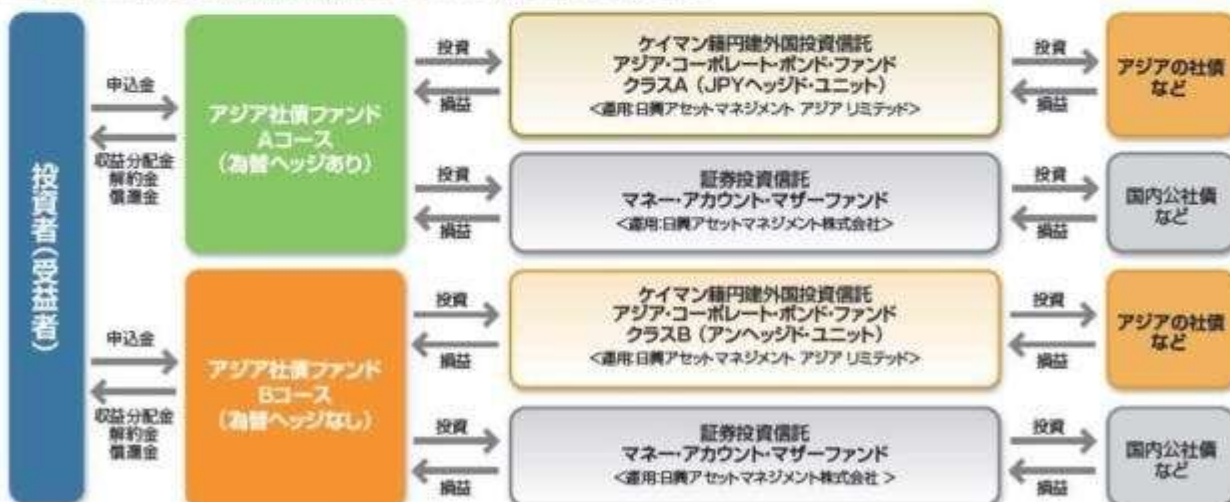 投資者（受益者）
申込金
収益分配金
解約金
償還金
アジア社債ファンド
Aコース
（為替ヘッジあり）
投資
損益
ケイマン籍円建外国投資信託
アジア・コーポレート・ボンド・ファンド
クラスA（JPYヘッジド・ユニット）
<運用:日興アセットマネジメント アジア リミテッド>
投資
損益
アジアの社債
など
投資
損益
証券投資信託
マネー・アカウント・マザーファンド
<運用:日興アセットマネジメント株式会社>
投資
損益
国内公社債
など
申込金
収益分配金
解約金
償還金
アジア社債ファンド
Bコース
（為替ヘッジなし）
投資
損益
ケイマン籍円建外国投資信託
アジア・コーポレート・ボンド・ファンド
クラスB（アンヘッジド・ユニット）
<運用:日興アセットマネジメント アジア リミテッド>
投資
損益
アジアの社債
など
投資
損益
証券投資信託
マネー・アカウント・マザーファンド
<運用:日興アセットマネジメント株式会社 >
投資
損益
国内公社債
など